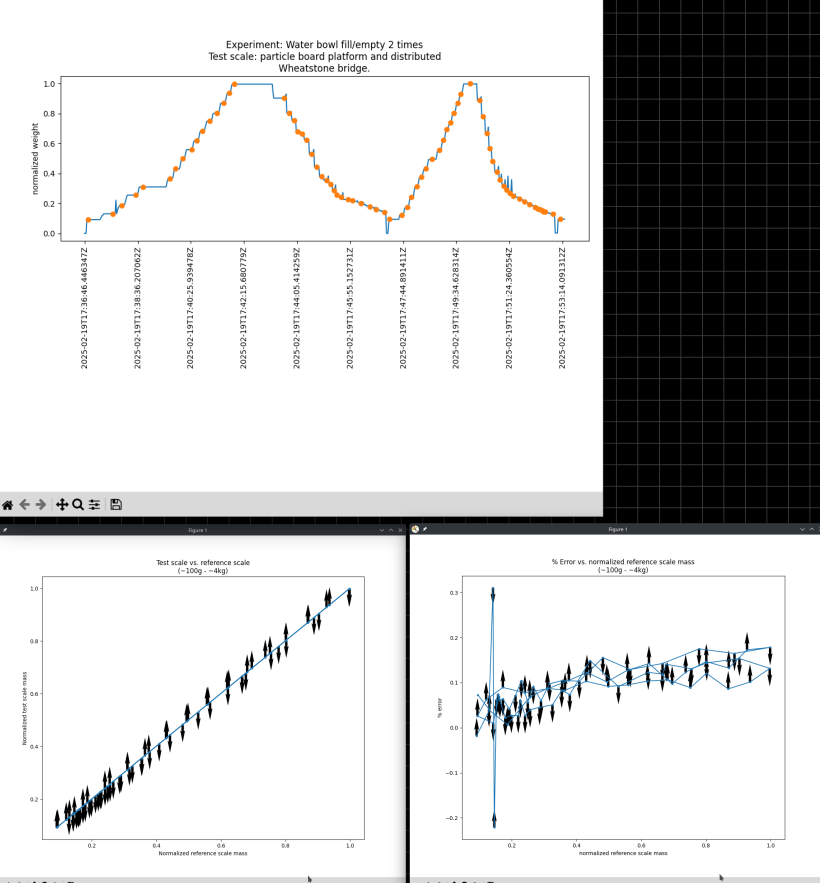 Experiment: Water bowl fill/empty 2 times
Test scale: particle board platform and distributed
Wheatstone bridge.
normalized weight
1.0
0.8
0.6
0.4
0.2
0.0
2025-02-19T17:36:46.446347Z
2025-02-19T17:38:36.207062Z
2025-02-19T17:40:25.939478Z
2025-02-19T17:42:15.680779Z
2025-02-19T17:44:05.414259Z
2025-02-19T17:45:55.152731Z
2025-02-19T17:47:44.891411Z
2025-02-19T17:49:34.628314Z
2025-02-19T17:51:24.360554Z
2025-02-19T17:53:14.091312Z
Figure 1
Test scale vs. reference scale
(~100g - ~4kg)
Normalized test scale mass
1.0
0.8
0.6
0.4
0.2
0.2 0.4 0.6 0.8 1.0
Normalized reference scale mass
Figure 1
% Error vs. normalized reference scale mass
(~100g - ~4kg)
% error
0.3
0.2
0.1
0.0
−0.1
−0.2
0.2 0.4 0.6 0.8 1.0
normalized reference scale mass